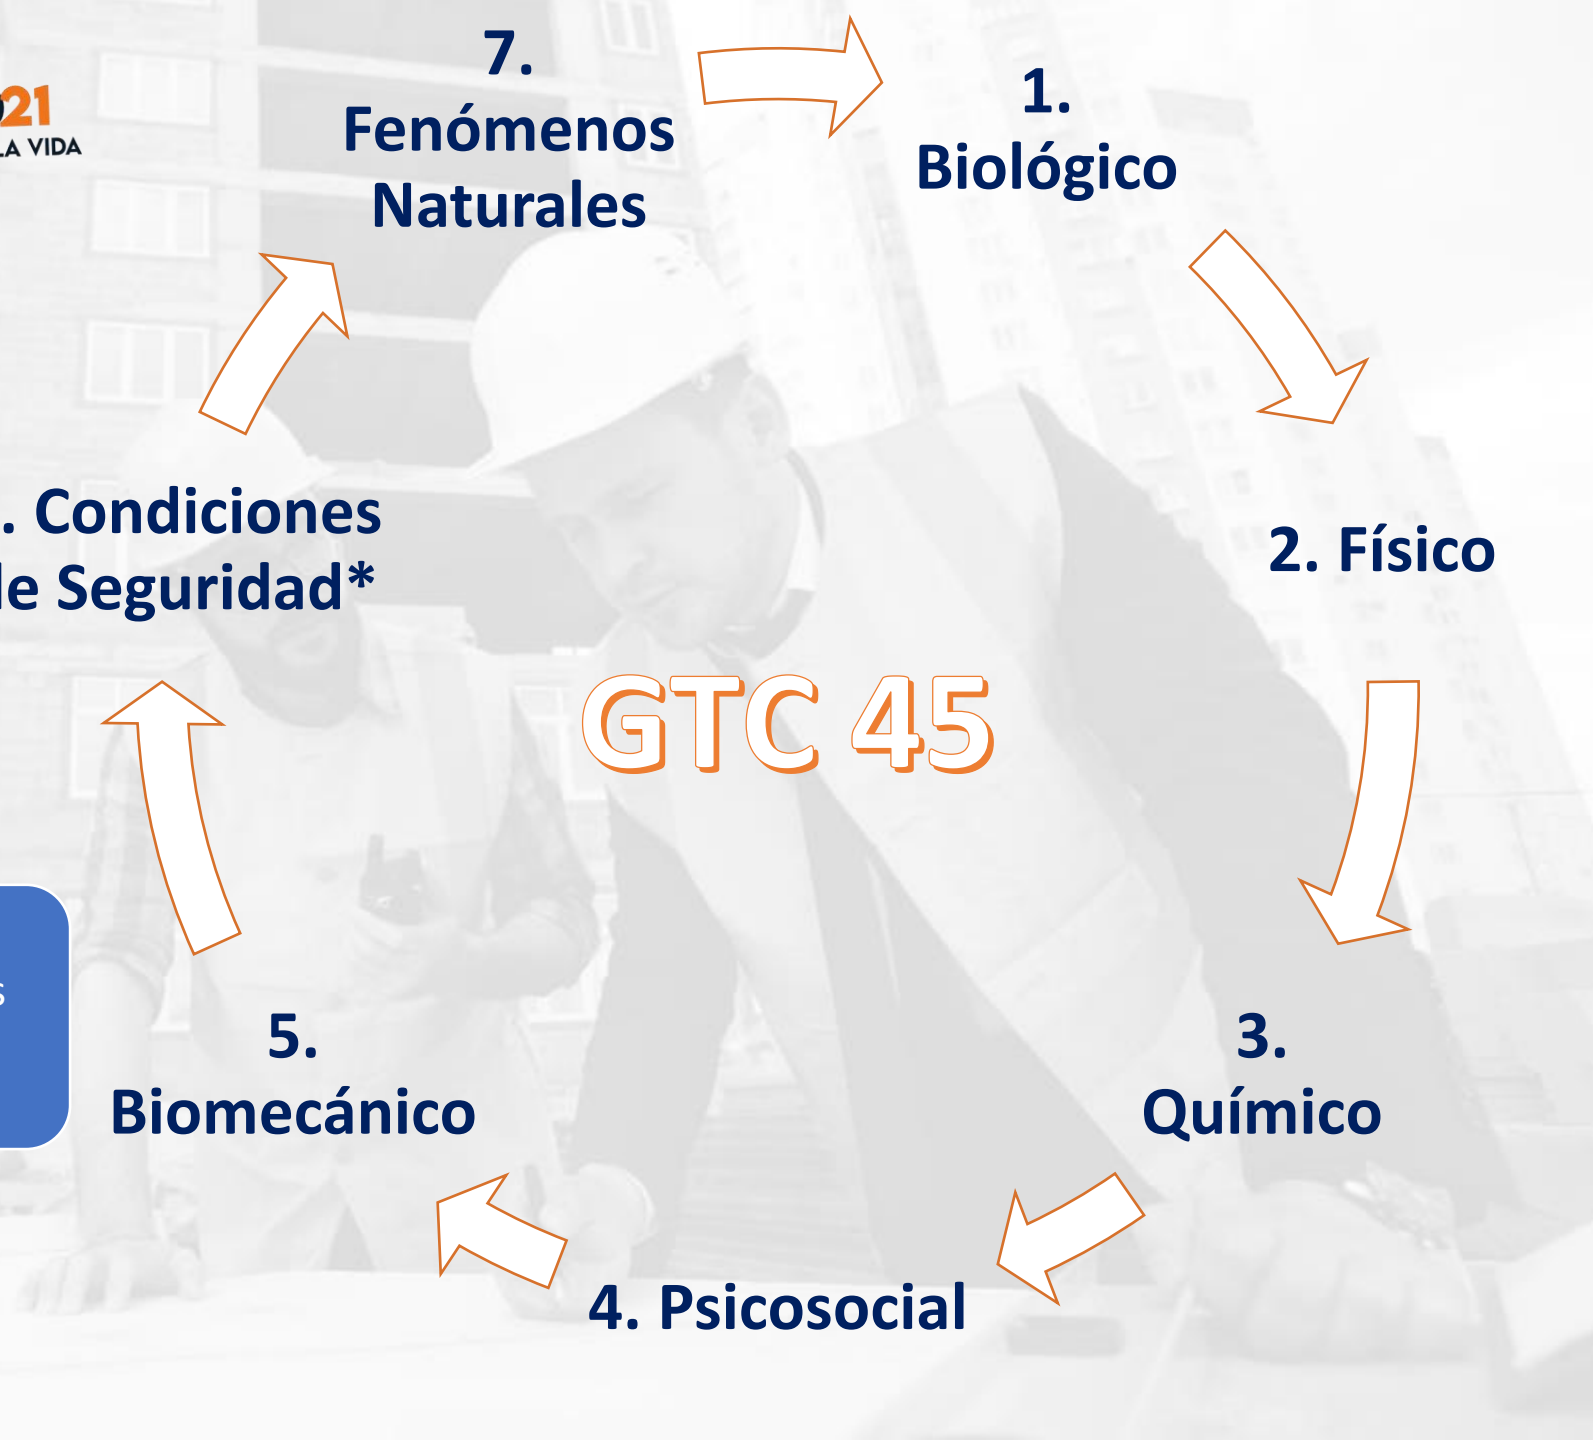 21
LA VIDA
7.
Fenómenos
Naturales
1.
Biológico
2. Físico
3.
Químico
4. Psicosocial
5.
Biomecánico
. Condiciones
de Seguridad*
GTC 45
s